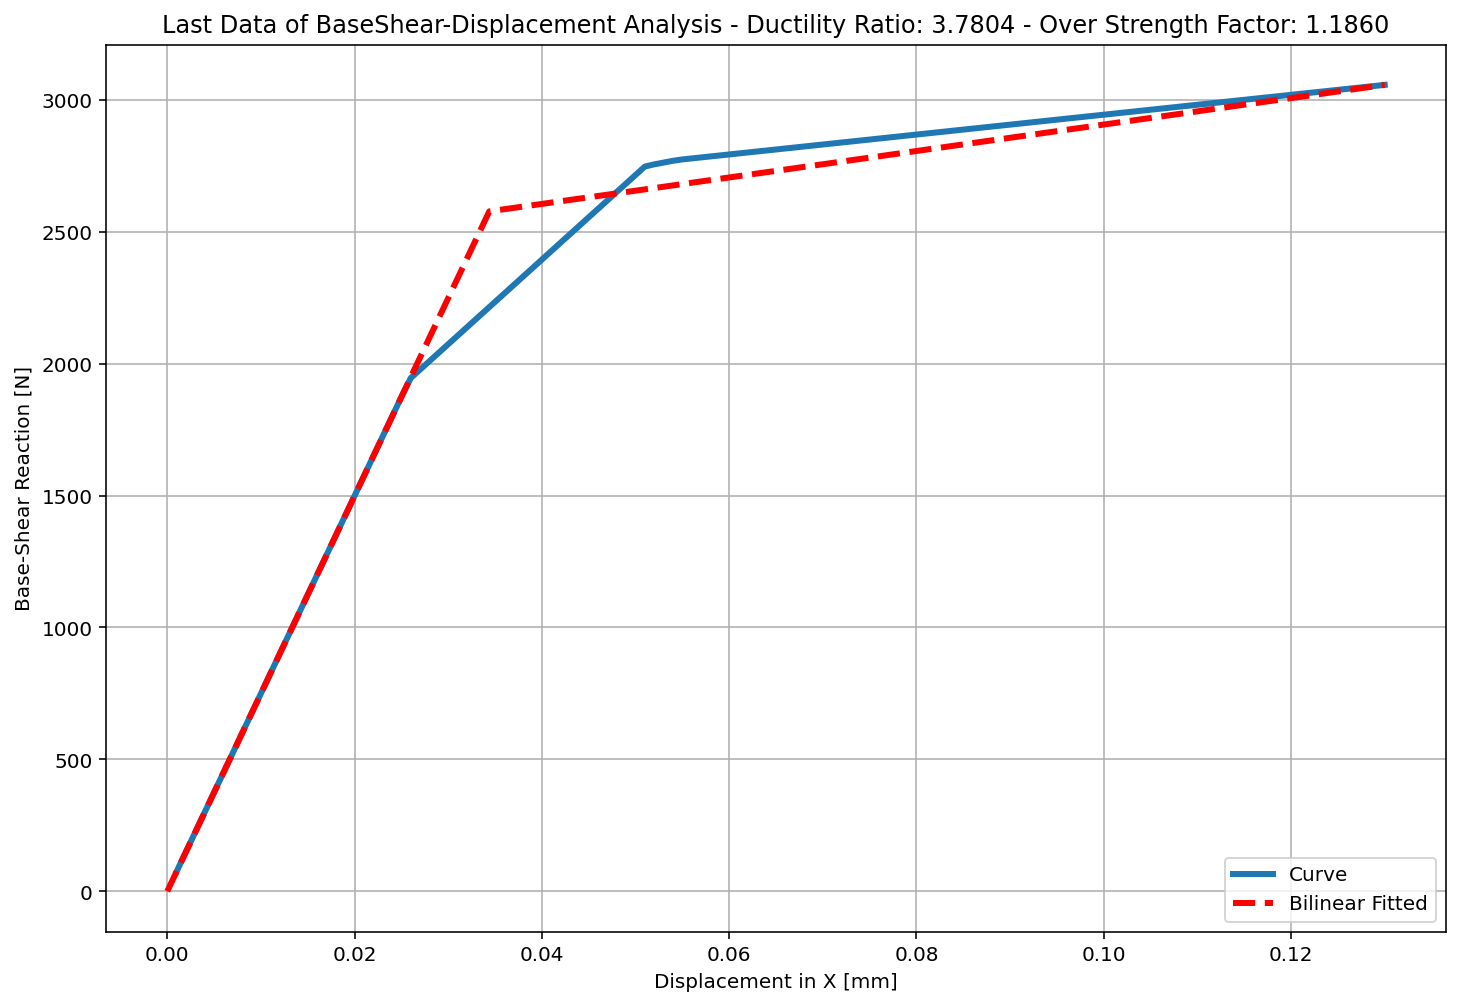 Last Data of BaseShear-Displacement Analysis - Ductility Ratio: 3.7804 - Over Strength Factor: 1.1860
3000
2500
2000
1500
1000
500
0
Base-Shear Reaction [N]
0.00 0.02 0.04 0.06 0.08 0.10 0.12
Displacement in X [mm]
Curve
Bilinear Fitted